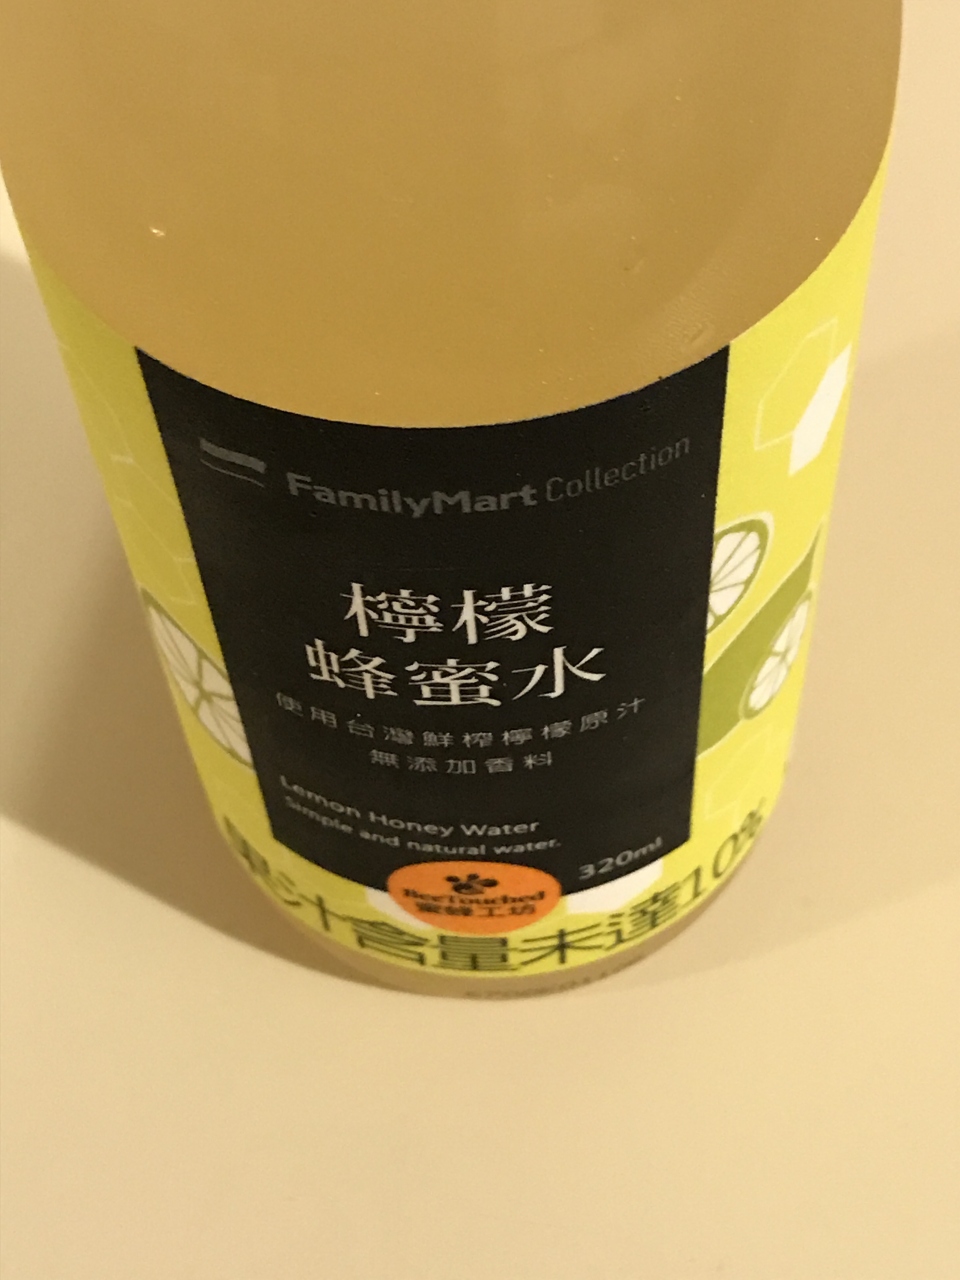 FamilyMart Collection
檸檬
蜂蜜水
使用台灣鮮榨檸檬原汁
無添加香料
Lemon Honey Water
Simple and natural water.
320ml
BeeTouched
蜜蜂工坊
果汁含量未達10%